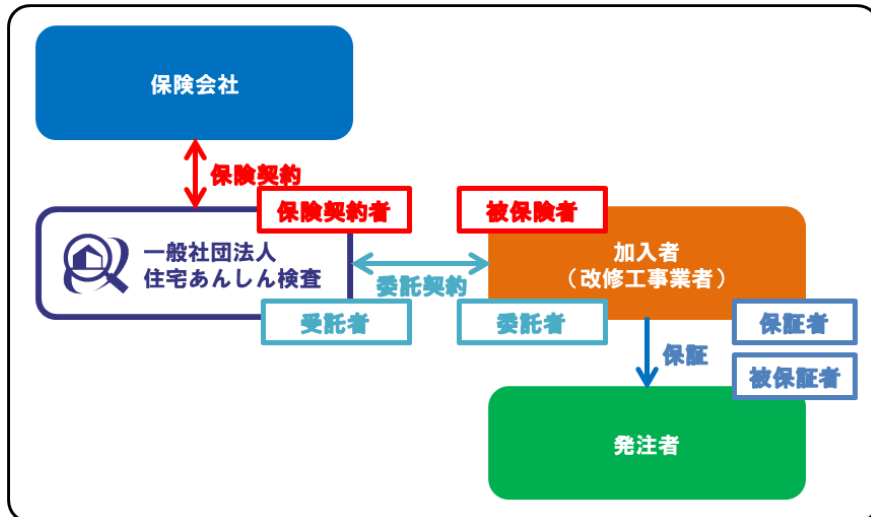 保険会社
保険契約
保険契約者
被保険者
一般社団法人
住宅あんしん検査
加入者
（改修工事業者）
委託契約
受託者
委託者
保証者
保証
被保証者
発注者